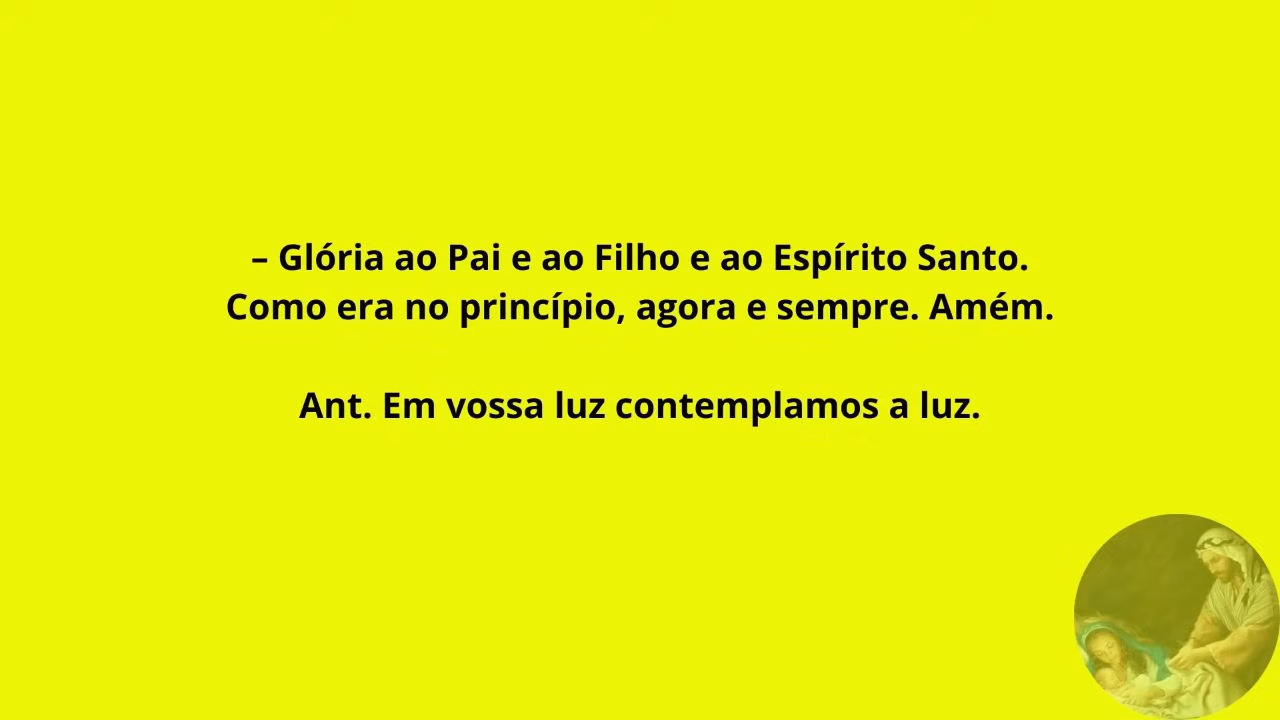 – Glória ao Pai e ao Filho e ao Espírito Santo.
Como era no princípio, agora e sempre. Amém.
Ant. Em vossa luz contemplamos a luz.